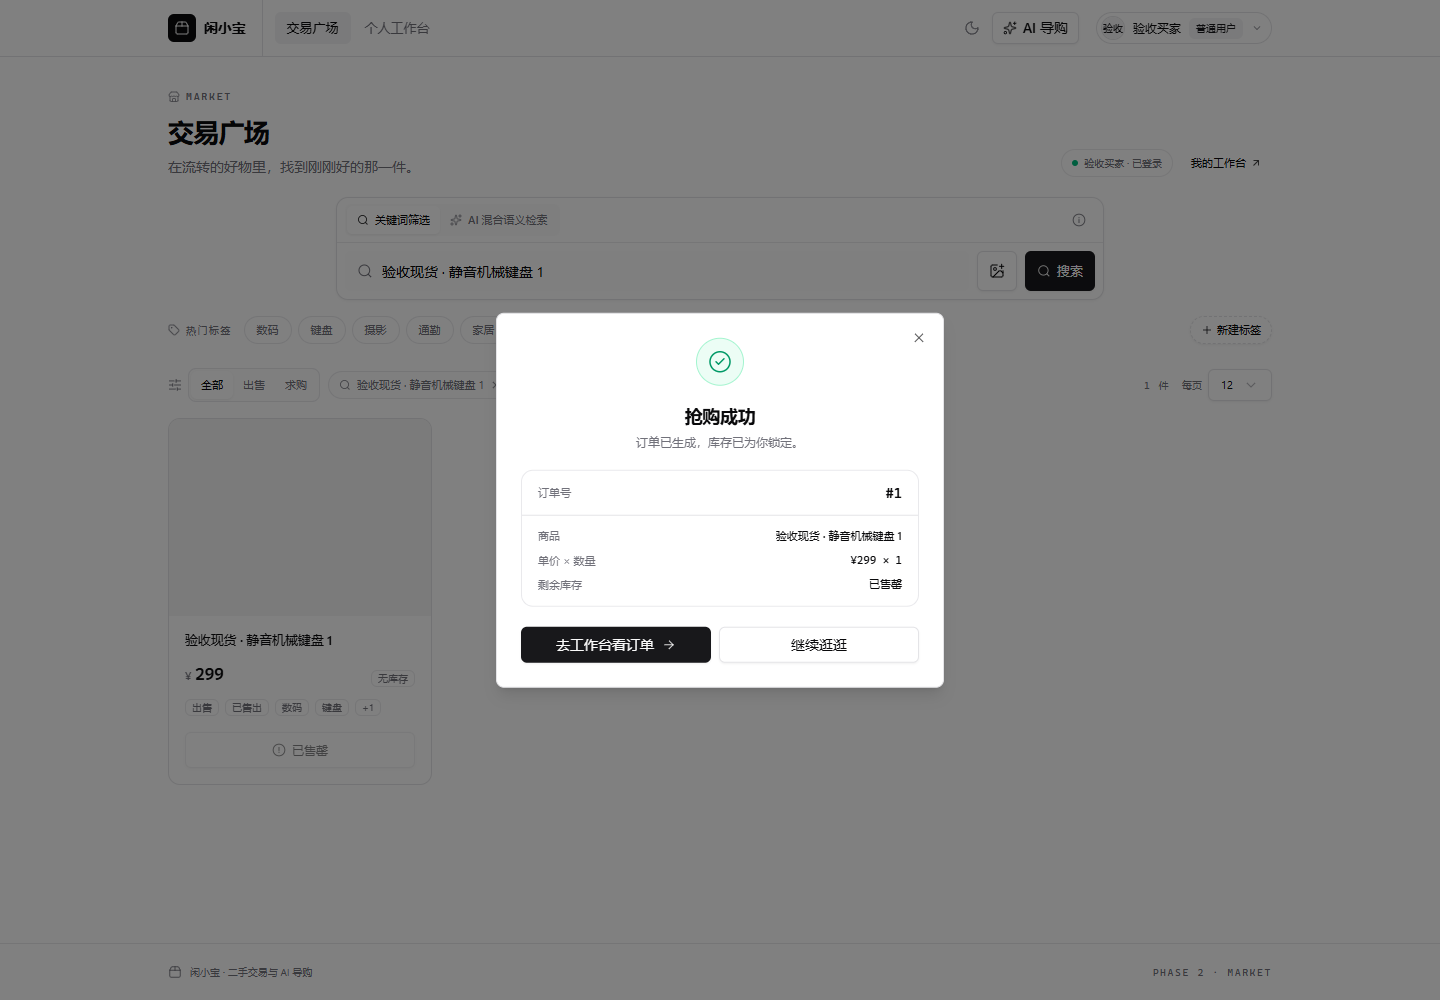 闲小宝
交易广场
个人工作台
AI 导购
验收
验收买家
普通用户
MARKET
交易广场
在流转的好物里，找到刚刚好的那一件。
验收买家 · 已登录
我的工作台
关键词筛选
AI 混合语义检索
验收现货 · 静音机械键盘 1
搜索
热门标签
数码
键盘
摄影
通勤
家居
新建标签
全部
出售
求购
验收现货 · 静音机械键盘 1
1 件
每页
12
抢购成功
订单已生成，库存已为你锁定。
订单号
#1
商品
验收现货 · 静音机械键盘 1
单价 × 数量
¥299 × 1
剩余库存
已售罄
去工作台看订单
继续逛逛
验收现货 · 静音机械键盘 1
¥ 299
无库存
出售
已售出
数码
键盘
+1
已售罄
闲小宝 · 二手交易与 AI 导购
PHASE 2 · MARKET